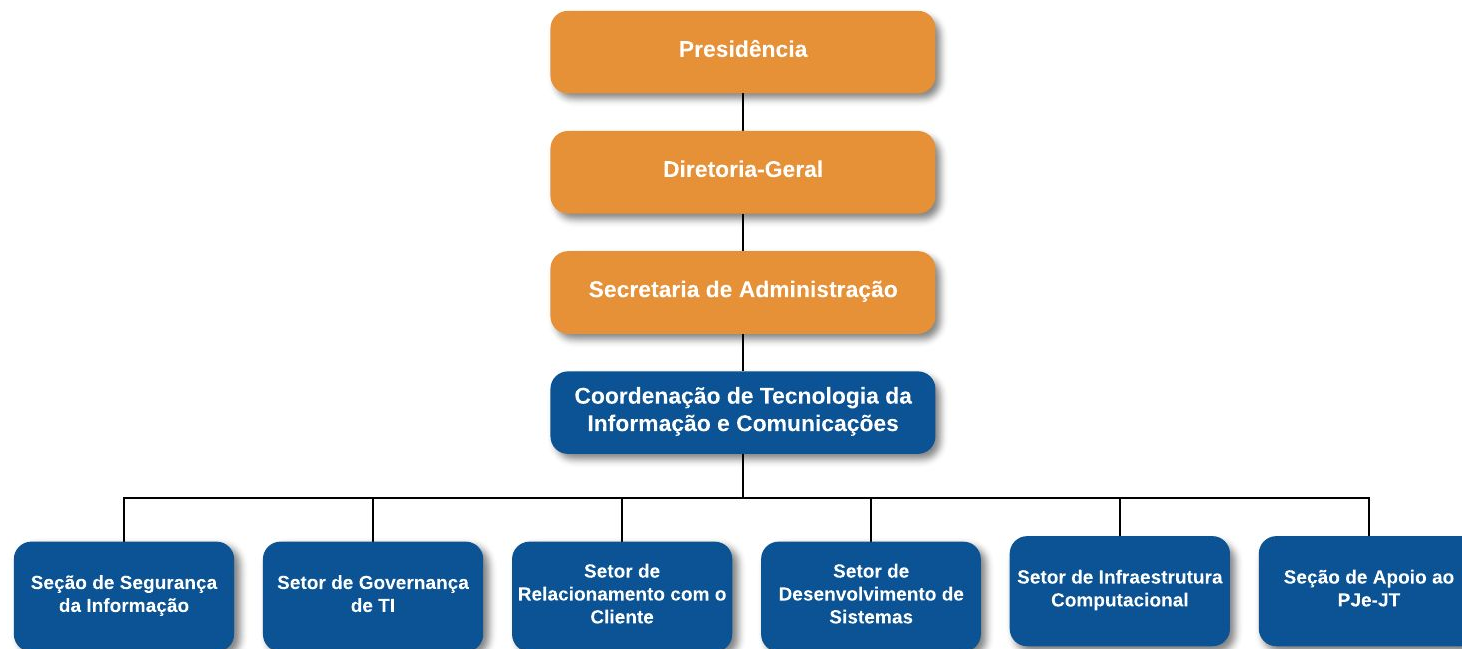 Presidência
Diretoria-Geral
Secretaria de Administração
Coordenação de Tecnologia da
Informação e Comunicações
Seção de Segurança
da Informação
Setor de Governança
de TI
Setor de
Relacionamento com o
Cliente
Setor de
Desenvolvimento de
Sistemas
Setor de Infraestrutura
Computacional
Seção de Apoio ao
PJe-JT